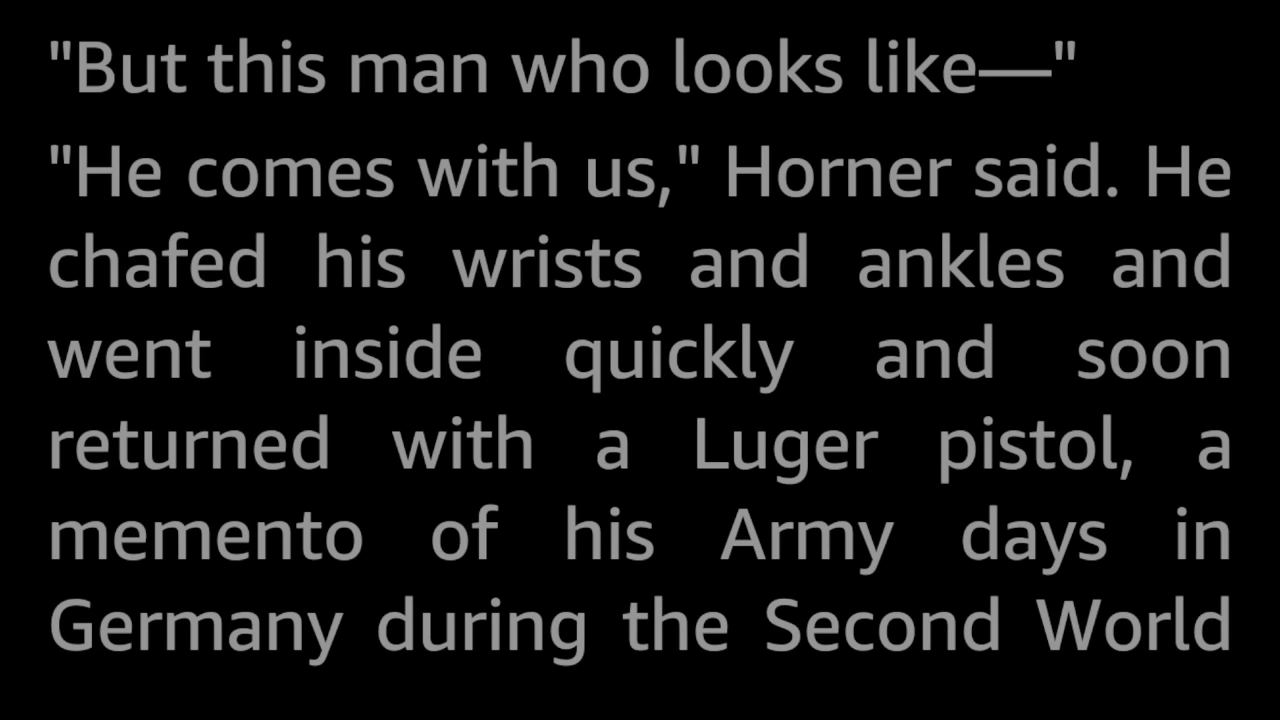 "But this man who looks like—"
"He comes with us," Horner said. He
chafed his wrists and ankles and
went inside quickly and soon
returned with a Luger pistol, a
memento of his Army days in
Germany during the Second World